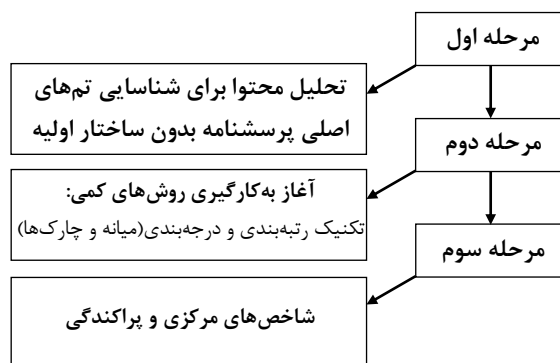 مرحله اول
تحلیل محتوا برای شناسایی تم‌های
اصلی پرسشنامه بدون ساختار اولیه
مرحله دوم
آغاز به‌کارگیری روش‌های کمی:
تکنیک رتبه‌بندی و درجه‌بندی(میانه و چارک‌ها)
مرحله سوم
شاخص‌های مرکزی و پراکندگی